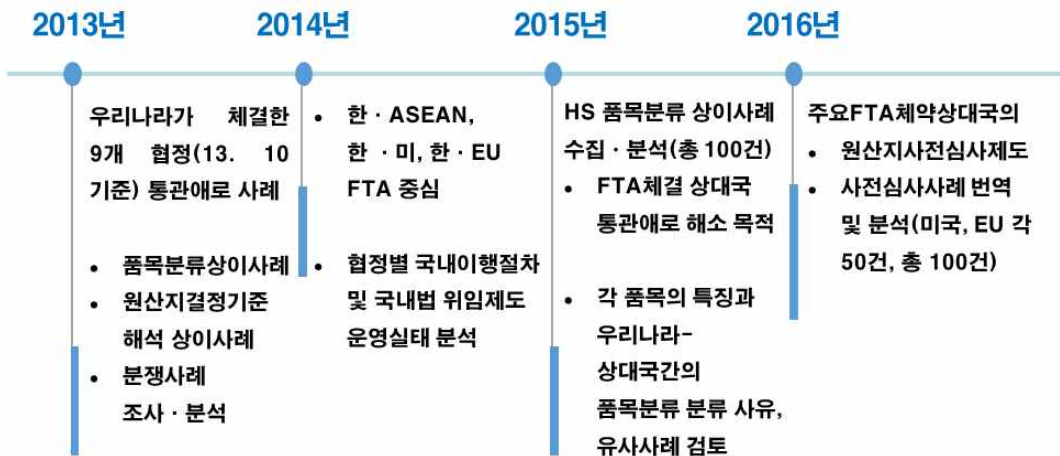 2013년
2014년
2015년
2016년
우리나라가 체결한
9개 협정(13. 10
기준) 통관애로 사례
• 품목분류상이사례
• 원산지결정기준
해석 상이사례
• 분쟁사례
조사 · 분석
• 한 · ASEAN,
한 · 미, 한 · EU
FTA 중심
• 협정별 국내이행절차
및 국내법 위임제도
운영실태 분석
HS 품목분류 상이사례
수집 · 분석(총 100건)
• FTA체결 상대국
통관애로 해소 목적
• 각 품목의 특징과
우리나라-
상대국간의
품목분류 분류 사유,
유사사례 검토
주요FTA체약상대국의
• 원산지사전심사제도
• 사전심사사례 번역
및 분석(미국, EU 각
50건, 총 100건)